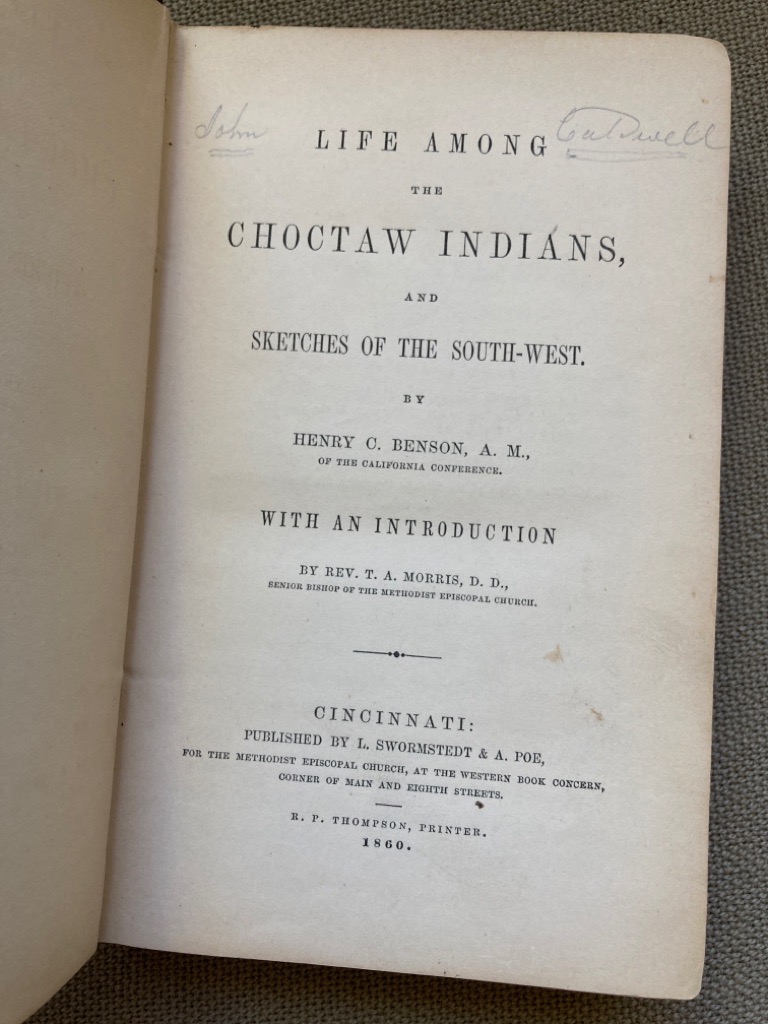 John Caldwell
LIFE AMONG
THE
CHOCTAW INDIANS,
AND
SKETCHES OF THE SOUTH-WEST.
BY
HENRY C. BENSON, A. M.,
OF THE CALIFORNIA CONFERENCE.
WITH AN INTRODUCTION
BY REV. T. A. MORRIS, D. D.,
SENIOR BISHOP OF THE METHODIST EPISCOPAL CHURCH.
CINCINNATI:
PUBLISHED BY L. SWORMSTEDT & A. POE,
FOR THE METHODIST EPISCOPAL CHURCH, AT THE WESTERN BOOK CONCERN,
CORNER OF MAIN AND EIGHTH STREETS.
R. P. THOMPSON, PRINTER.
1860.